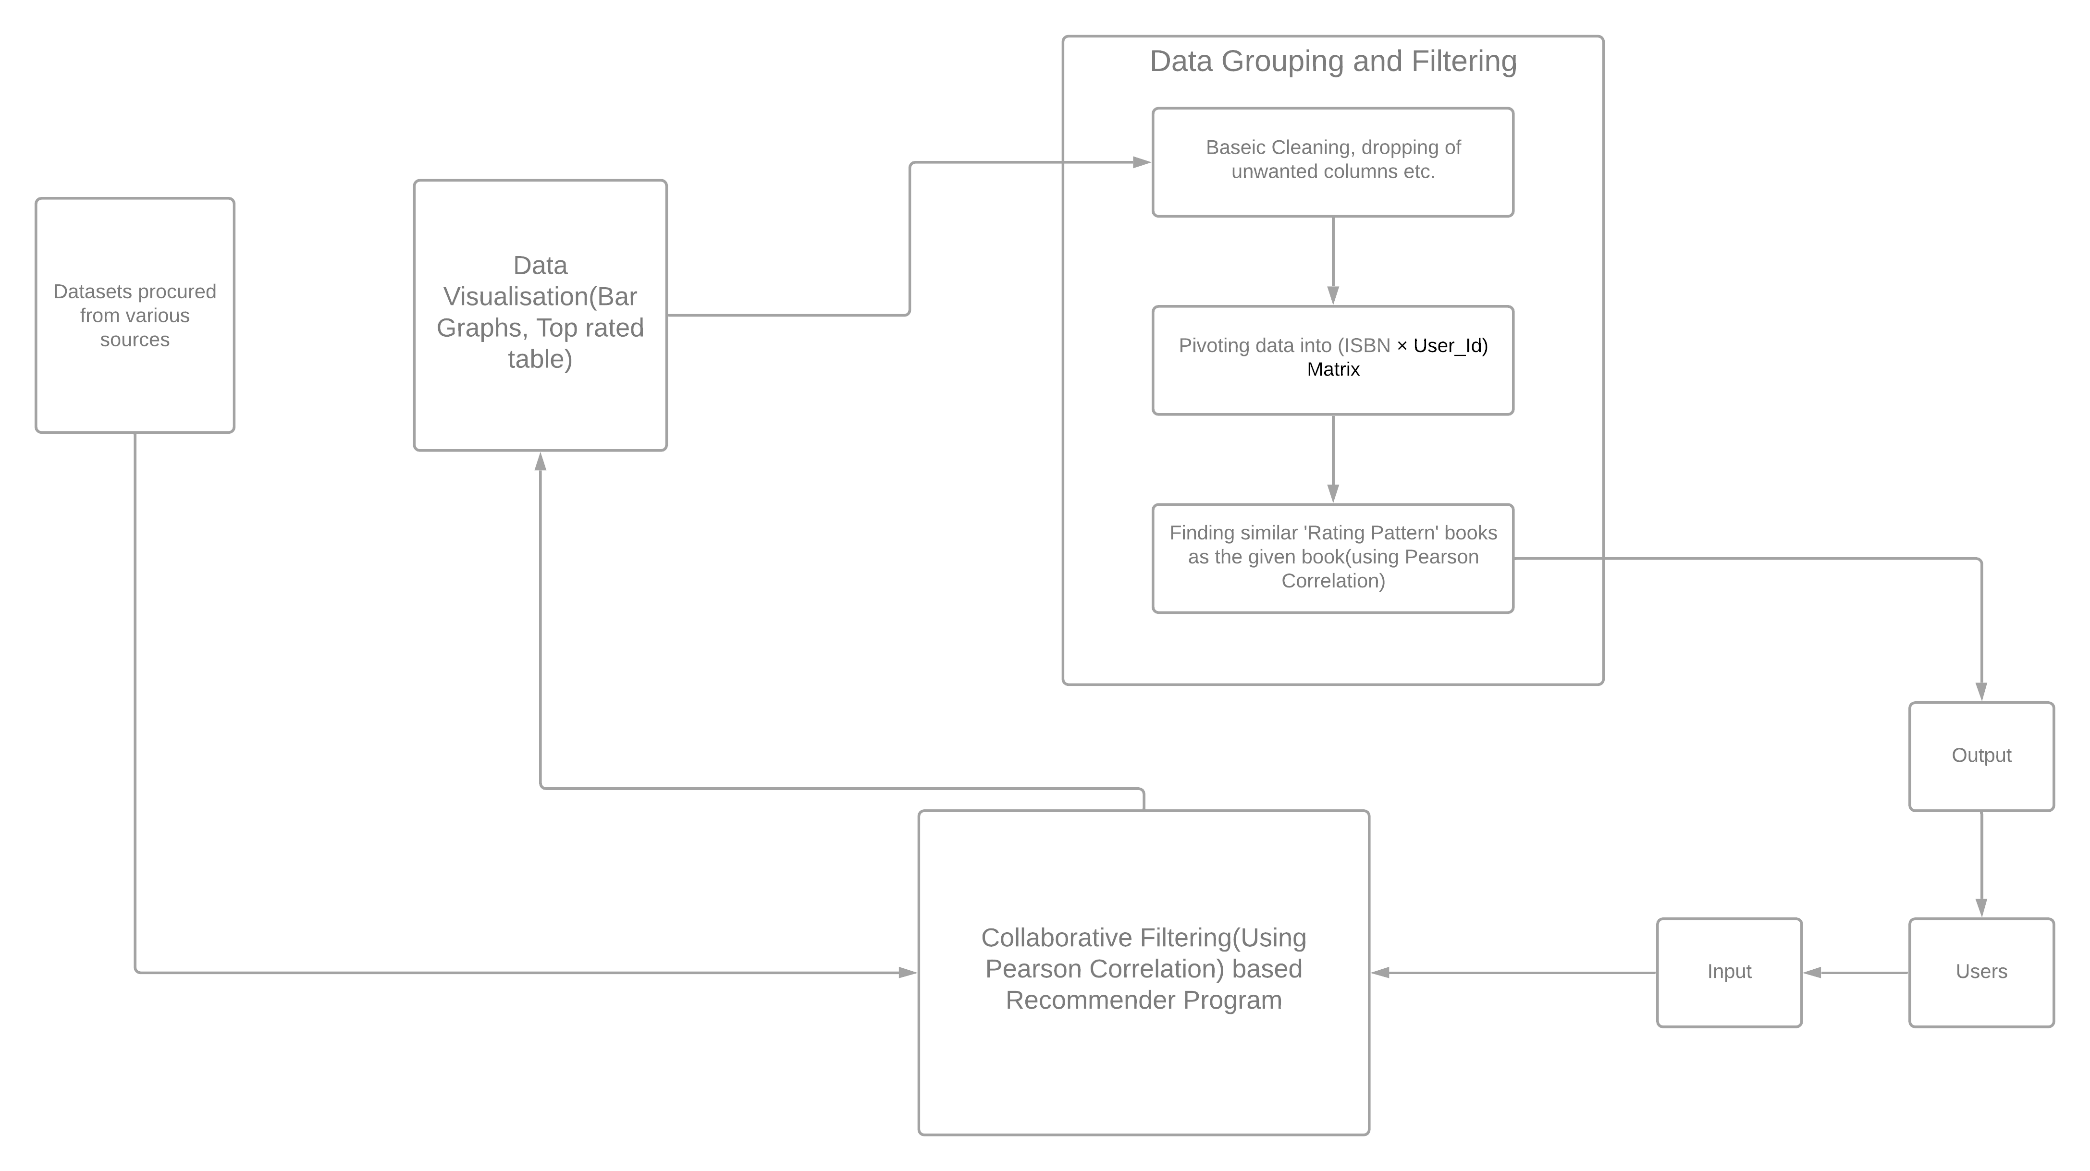 Data Grouping and Filtering
Baseic Cleaning, dropping of
unwanted columns etc.
Datasets procured
from various
sources
Data
Visualisation(Bar
Graphs, Top rated
table)
Pivoting data into (ISBN × User_Id)
Matrix
Finding similar 'Rating Pattern' books
as the given book(using Pearson
Correlation)
Output
Collaborative Filtering(Using
Pearson Correlation) based
Recommender Program
Input
Users